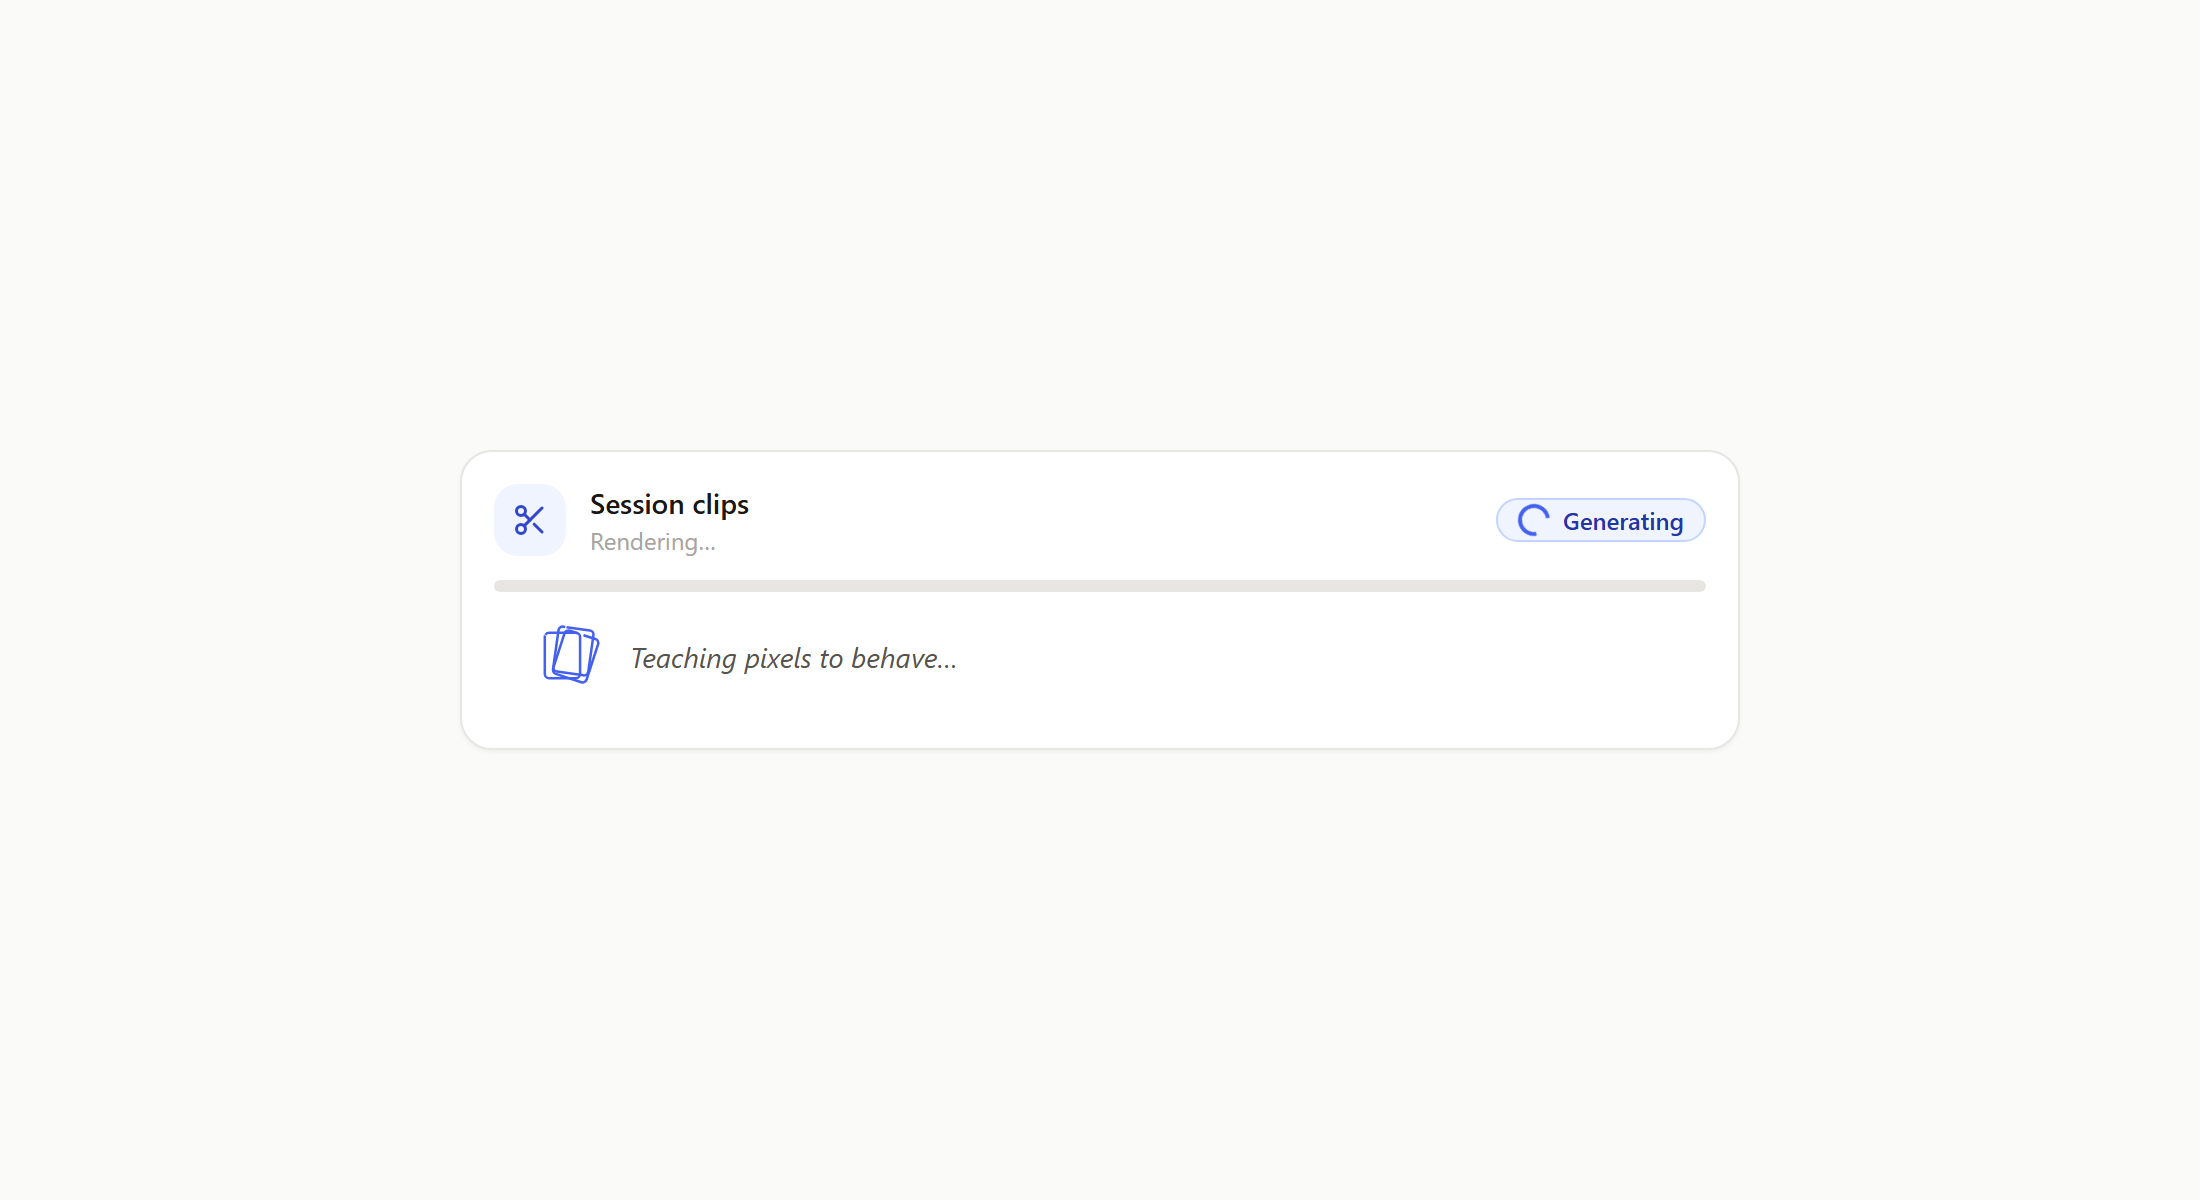 Session clips
Rendering...
Generating
Teaching pixels to behave...